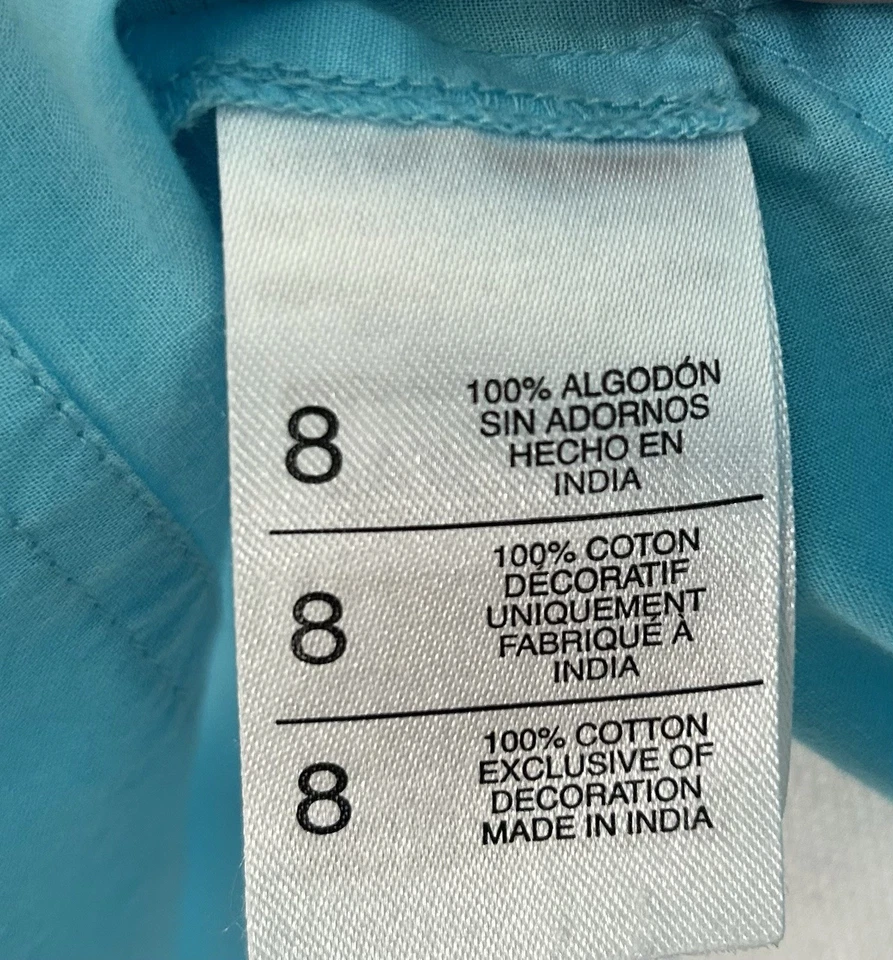 8
100% ALGODÓN
SIN ADORNOS
HECHO EN
INDIA
8
100% COTON
DÉCORATIF
UNIQUEMENT
FABRIQUÉ À
INDIA
8
100% COTTON
EXCLUSIVE OF
DECORATION
MADE IN INDIA